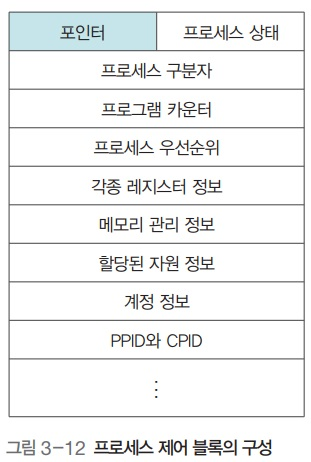 포인터 프로세스 상태
프로세스 구분자
프로그램 카운터
프로세스 우선순위
각종 레지스터 정보
메모리 관리 정보
할당된 자원 정보
계정 정보
PPID와 CPID
⋮
그림 3-12 프로세스 제어 블록의 구성